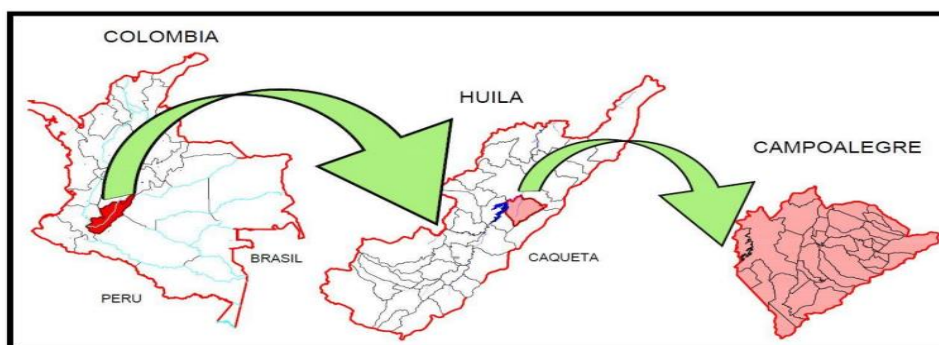 COLOMBIA
HUILA
CAMPOALEGRE
BRASIL
CAQUETA
PERU